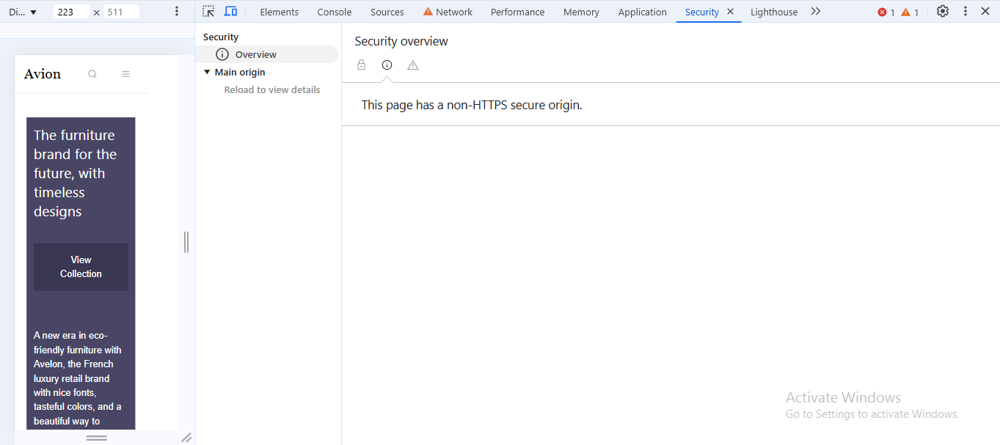 Di... ▼ 223 × 511
Elements Console Sources Network Performance Memory Application Security Lighthouse 1 1
Security
Overview
Main origin
Reload to view details
Security overview
This page has a non-HTTPS secure origin.
Avion
The furniture
brand for the
future, with
timeless
designs
View
Collection
A new era in eco-
friendly furniture with
Avelon, the French
luxury retail brand
with nice fonts,
tasteful colors, and a
beautiful way to
Activate Windows
Go to Settings to activate Windows.